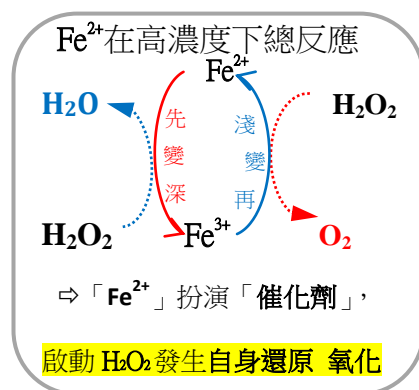 Fe²⁺在高濃度下總反應
Fe²⁺
H₂O
H₂O₂
先變深
再變淺
H₂O₂
Fe³⁺
O₂
⇨「Fe²⁺」扮演「催化劑」，
啟動 H₂O₂ 發生自身還原 氧化